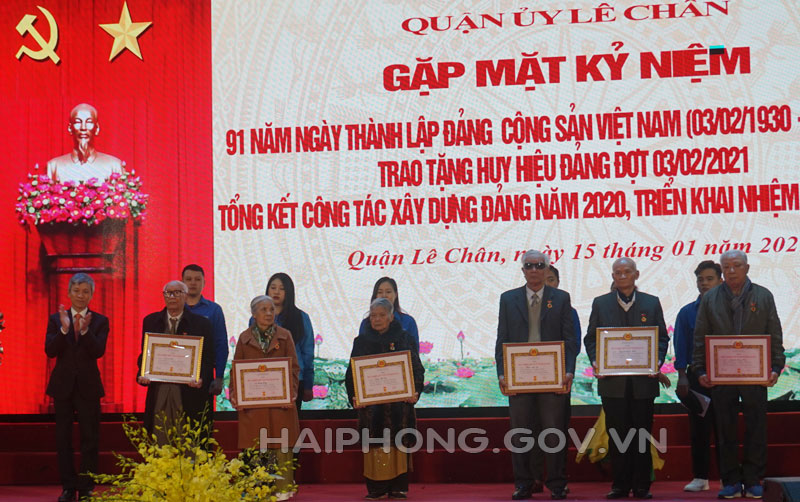 QUẬN ỦY LÊ CHÂN
GẶP MẶT KỶ NIỆM
91 NĂM NGÀY THÀNH LẬP ĐẢNG CỘNG SẢN VIỆT NAM (03/02/1930 -
TRAO TẶNG HUY HIỆU ĐẢNG ĐỢT 03/02/2021
TỔNG KẾT CÔNG TÁC XÂY DỰNG ĐẢNG NĂM 2020, TRIỂN KHAI NHIỆM
Quận Lê Chân, ngày 15 tháng 01 năm 202
HAIPHONG.GOV.VN